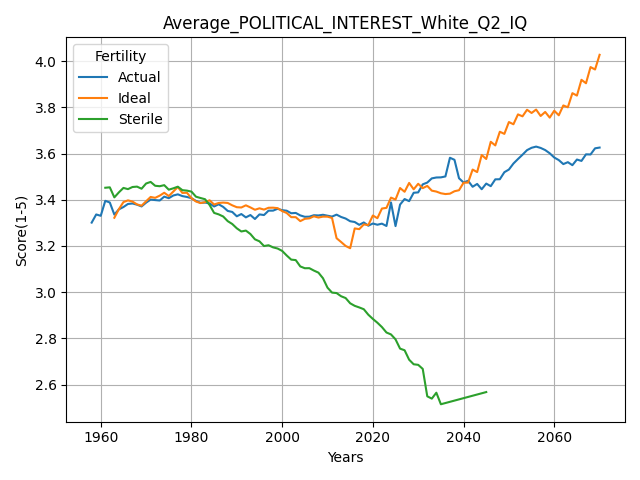 Average_POLITICAL_INTEREST_White_Q2_IQ
Fertility
Actual
Ideal
Sterile
Score(1-5)
4.0
3.8
3.6
3.4
3.2
3.0
2.8
2.6
1960 1980 2000 2020 2040 2060
Years